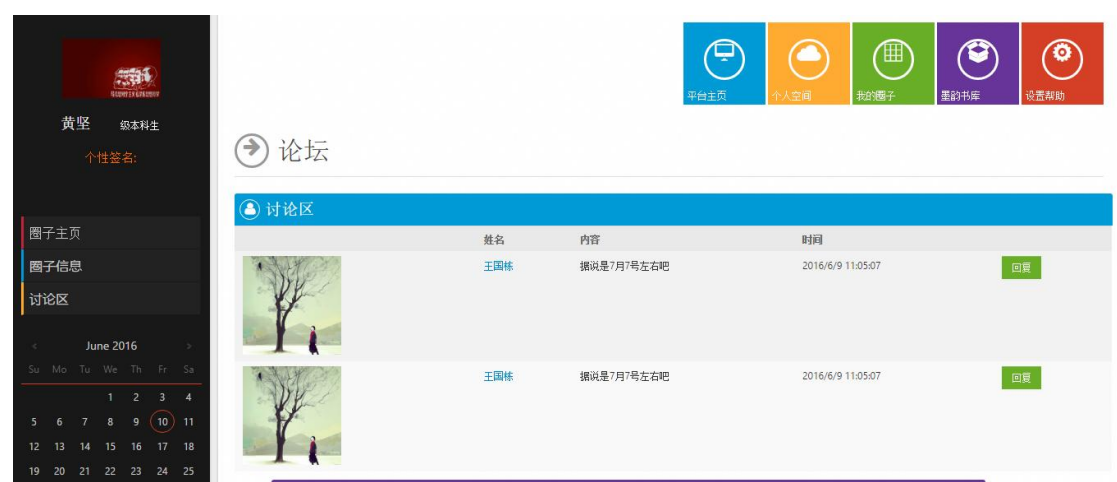 平台主页
个人空间
我的圈子
墨韵书库
设置帮助
黄坚 级本科生
个性签名:
论坛
讨论区
圈子主页
圈子信息
讨论区
姓名 内容 时间
王国栋 据说是7月7号左右吧 2016/6/9 11:05:07 回复
王国栋 据说是7月7号左右吧 2016/6/9 11:05:07 回复
< June 2016 >
Su Mo Tu We Th Fr Sa
1 2 3 4
5 6 7 8 9 10 11
12 13 14 15 16 17 18
19 20 21 22 23 24 25